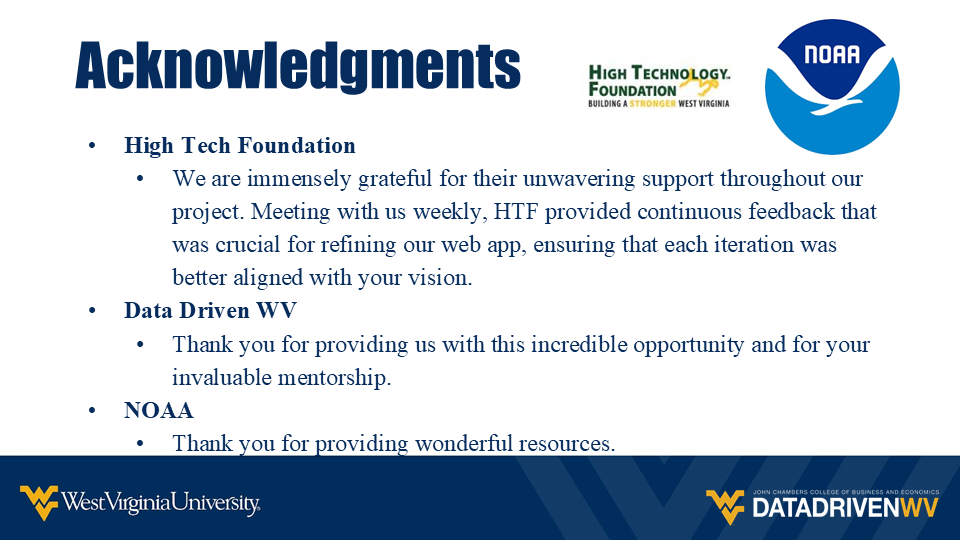 Acknowledgments
HIGH TECHNOLOGY
FOUNDATION
BUILDING A STRONGER WEST VIRGINIA
NOAA
• High Tech Foundation
• We are immensely grateful for their unwavering support throughout our
project. Meeting with us weekly, HTF provided continuous feedback that
was crucial for refining our web app, ensuring that each iteration was
better aligned with your vision.
• Data Driven WV
• Thank you for providing us with this incredible opportunity and for your
invaluable mentorship.
• NOAA
• Thank you for providing wonderful resources.
WestVirginiaUniversity.
JOHN CHAMBERS COLLEGE OF BUSINESS AND ECONOMICS
DATADRIVENWV